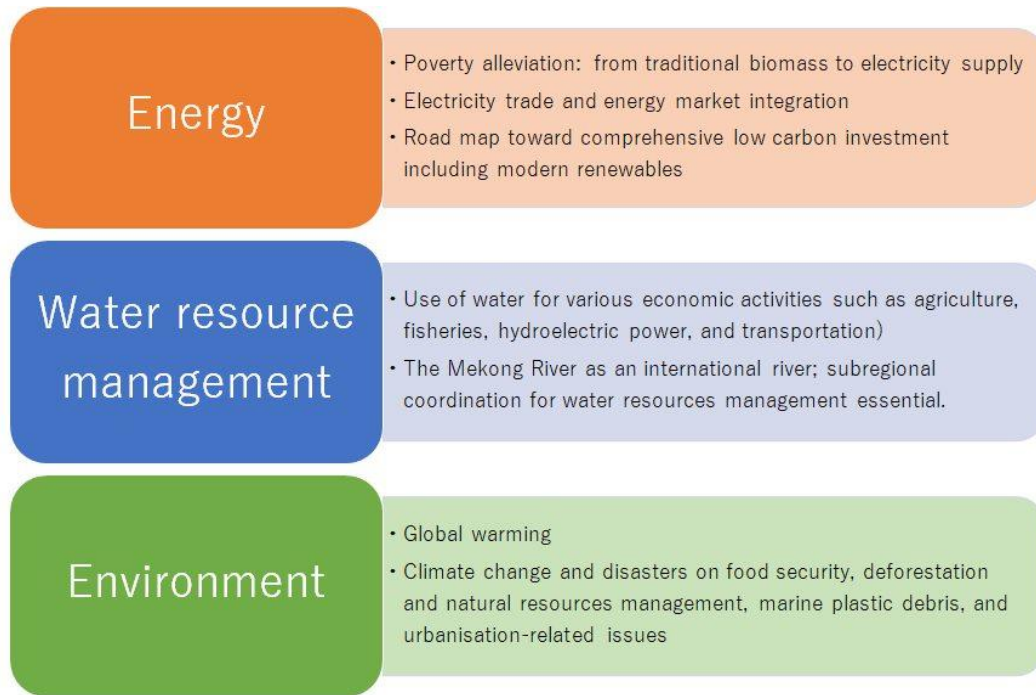 Energy
• Poverty alleviation: from traditional biomass to electricity supply
• Electricity trade and energy market integration
• Road map toward comprehensive low carbon investment
including modern renewables
Water resource
management
• Use of water for various economic activities such as agriculture,
fisheries, hydroelectric power, and transportation)
• The Mekong River as an international river; subregional
coordination for water resources management essential.
Environment
• Global warming
• Climate change and disasters on food security, deforestation
and natural resources management, marine plastic debris, and
urbanisation-related issues